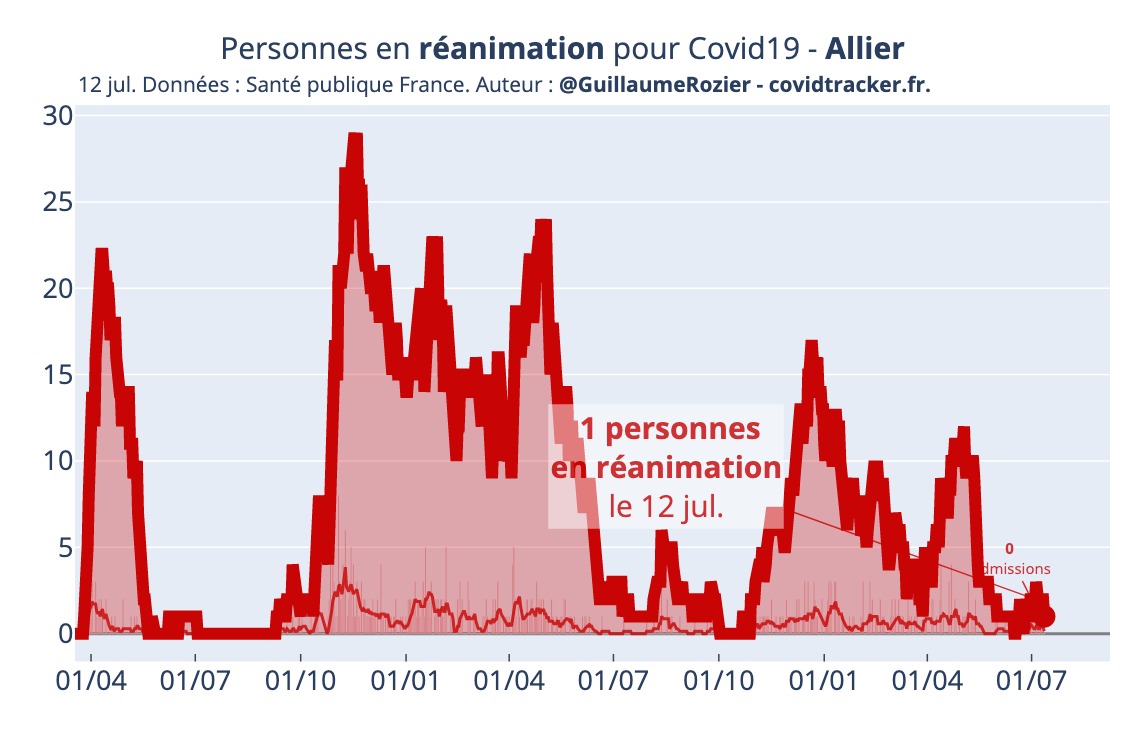 Personnes en réanimation pour Covid19 - Allier
12 jul. Données : Santé publique France. Auteur : @GuillaumeRozier - covidtracker.fr.
30
25
20
15
10
5
0
1 personnes
en réanimation
le 12 jul.
0
dmissions
01/04 01/07 01/10 01/01 01/04 01/07 01/10 01/01 01/04 01/07